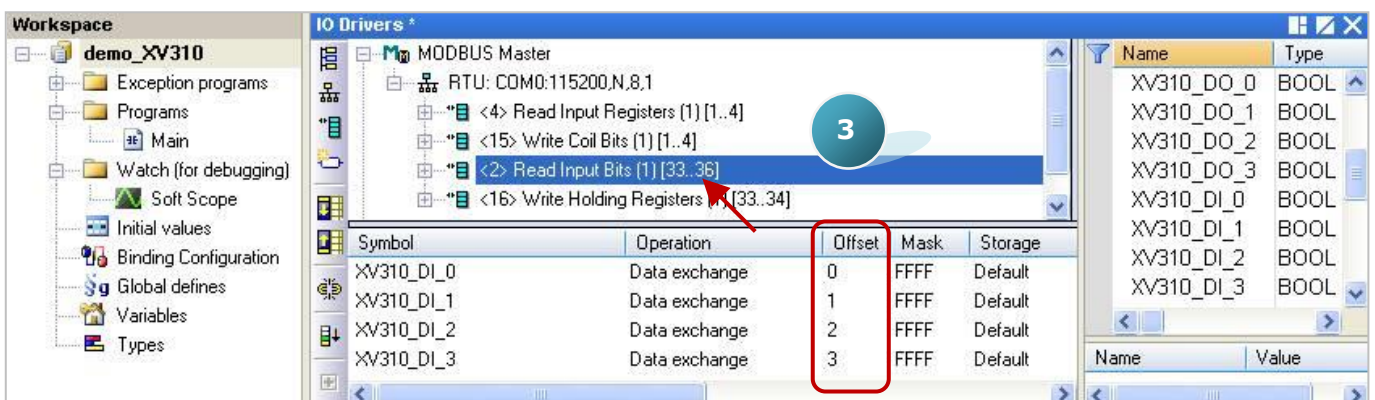 Workspace
demo_XV310
Exception programs
Programs
Main
Watch (for debugging)
Soft Scope
Initial values
Binding Configuration
Global defines
Variables
Types
IO Drivers *
MODBUS Master
RTU: COM0:115200,N,8,1
<4> Read Input Registers (1) [1..4]
<15> Write Coil Bits (1) [1..4]
<2> Read Input Bits (1) [33..36]
<16> Write Holding Registers (1) [33..34]
3
Symbol Operation Offset Mask Storage
XV310_DI_0 Data exchange 0 FFFF Default
XV310_DI_1 Data exchange 1 FFFF Default
XV310_DI_2 Data exchange 2 FFFF Default
XV310_DI_3 Data exchange 3 FFFF Default
Name Type
XV310_DO_0 BOOL
XV310_DO_1 BOOL
XV310_DO_2 BOOL
XV310_DO_3 BOOL
XV310_DI_0 BOOL
XV310_DI_1 BOOL
XV310_DI_2 BOOL
XV310_DI_3 BOOL
Name Value